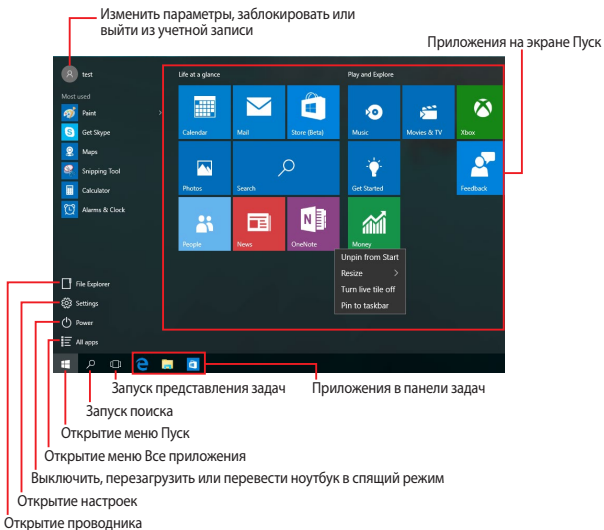 Изменить параметры, заблокировать или
выйти из учетной записи
Приложения на экране Пуск
test
Life at a glance
Play and Explore
Most used
Paint
Get Skype
Maps
Snipping Tool
Calculator
Alarms & Clock
Calendar
Mail
Store (Beta)
Music
Movies & TV
Xbox
Photos
Search
Get Started
Feedback
People
News
OneNote
Money
Unpin from Start
Resize
Turn live tile off
Pin to taskbar
File Explorer
Settings
Power
All apps
Запуск представления задач
Приложения в панели задач
Запуск поиска
Открытие меню Пуск
Открытие меню Все приложения
Выключить, перезагрузить или перевести ноутбук в спящий режим
Открытие настроек
Открытие проводника